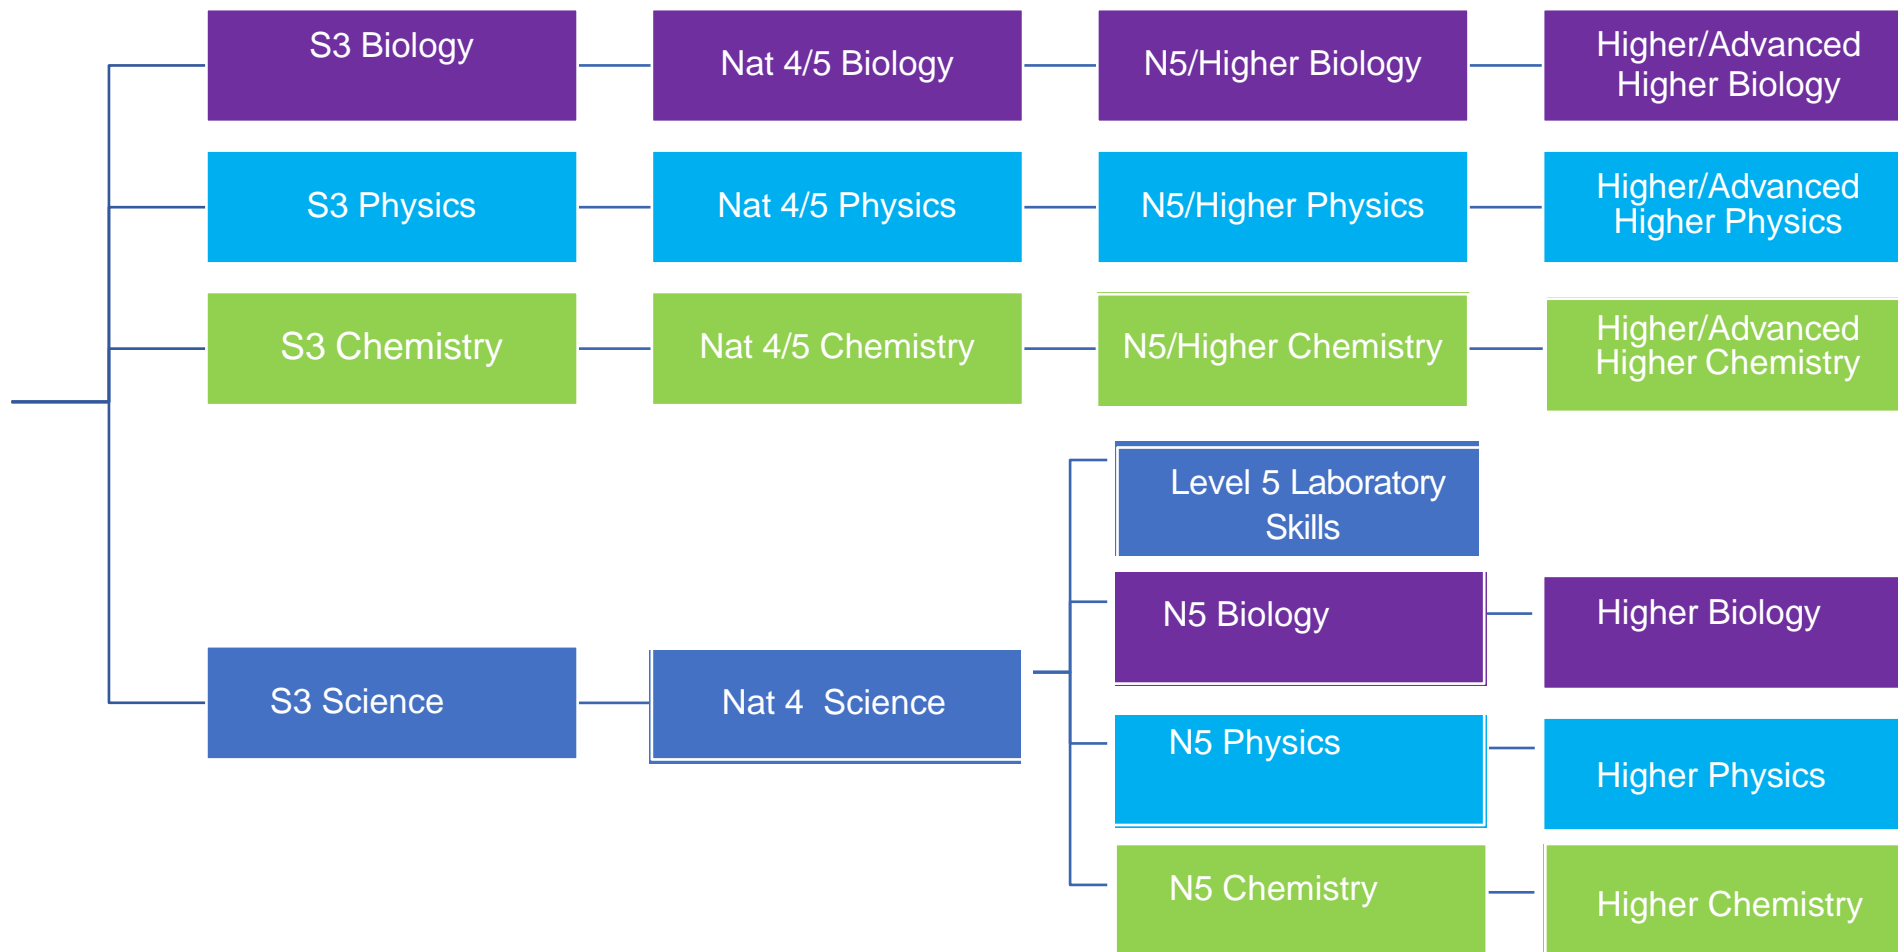 S3 Biology
Nat 4/5 Biology
N5/Higher Biology
Higher/Advanced
Higher Biology
S3 Physics
Nat 4/5 Physics
N5/Higher Physics
Higher/Advanced
Higher Physics
S3 Chemistry
Nat 4/5 Chemistry
N5/Higher Chemistry
Higher/Advanced
Higher Chemistry
S3 Science
Nat 4 Science
Level 5 Laboratory
Skills
N5 Biology
Higher Biology
N5 Physics
Higher Physics
N5 Chemistry
Higher Chemistry